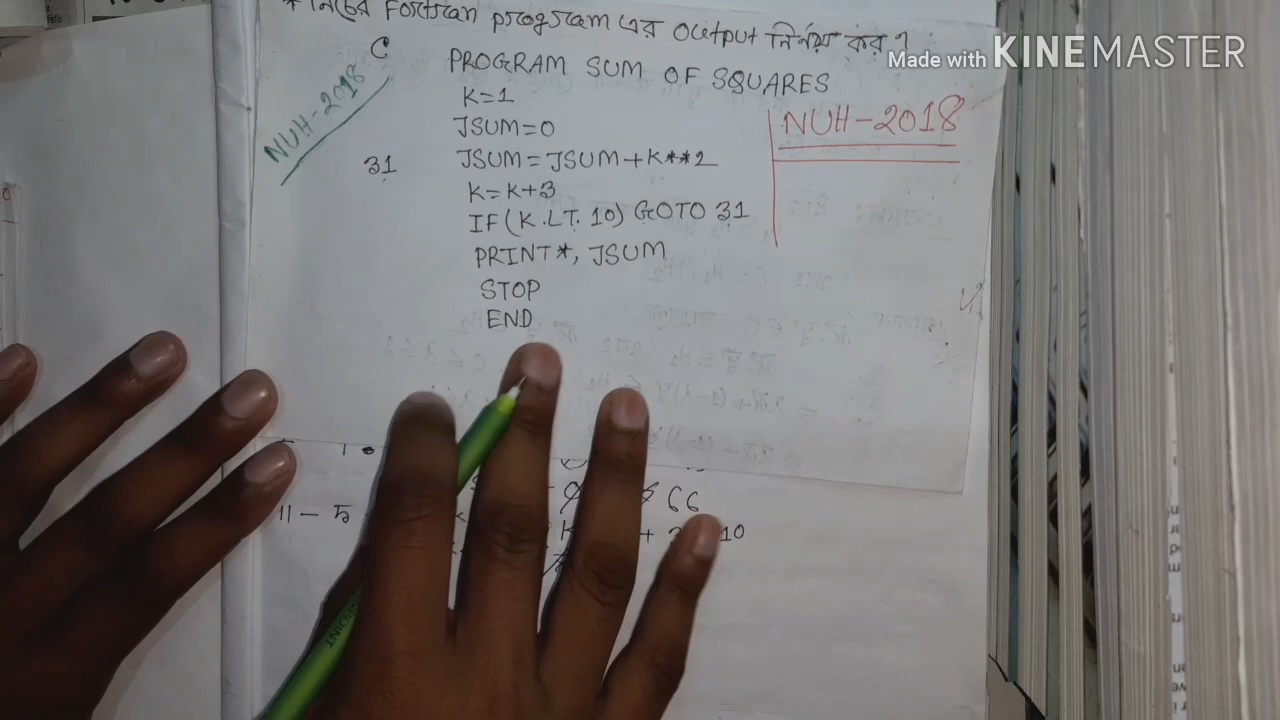 * নিচের Fortran program এর output নির্ণয় কর ?
Made with KINEMASTER
C PROGRAM SUM OF SQUARES
NUH-2018
K=1
NUH-2018
JSUM=0
31 JSUM=JSUM+K**2
K=K+3
IF(K.LT.10) GOTO 31
PRINT*, JSUM
STOP
END
66
10